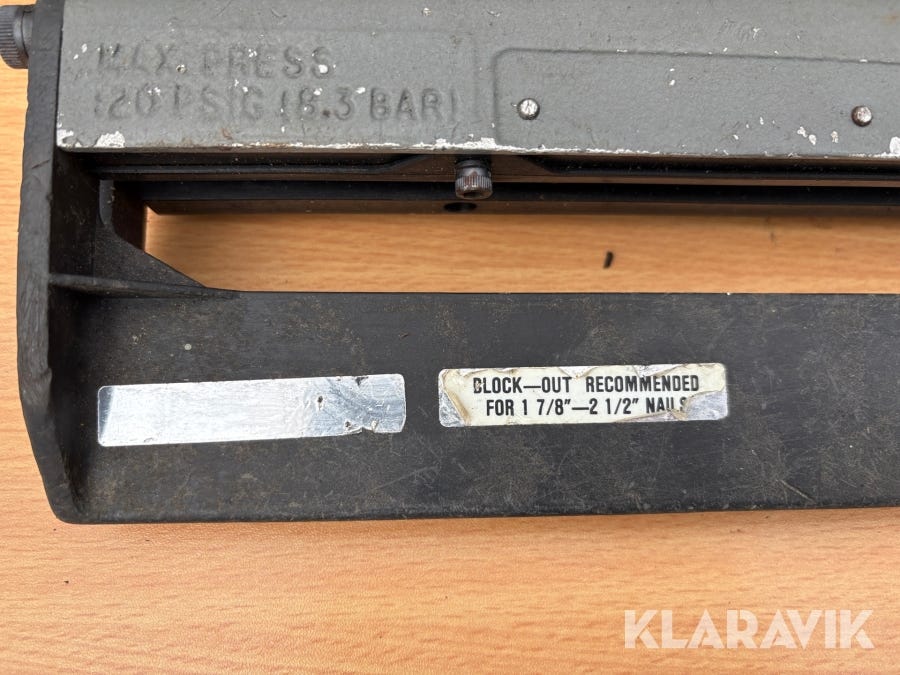 MAX. PRESS
120 PSIG (8.3 BAR)
BLOCK—OUT RECOMMENDED
FOR 1 7/8"—2 1/2" NAILS
KLARAVIK